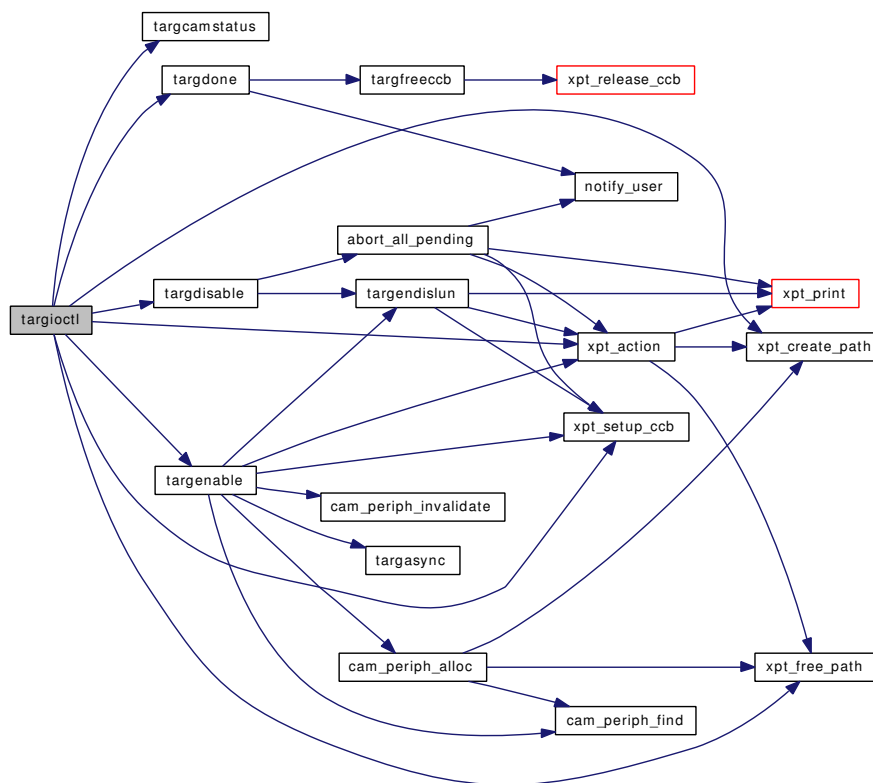 targcamstatus
targdone
targfreeccb
xpt_release_ccb
notify_user
abort_all_pending
targdisable
targendislun
xpt_print
targioctl
xpt_action
xpt_create_path
xpt_setup_ccb
targenable
cam_periph_invalidate
targasync
cam_periph_alloc
xpt_free_path
cam_periph_find